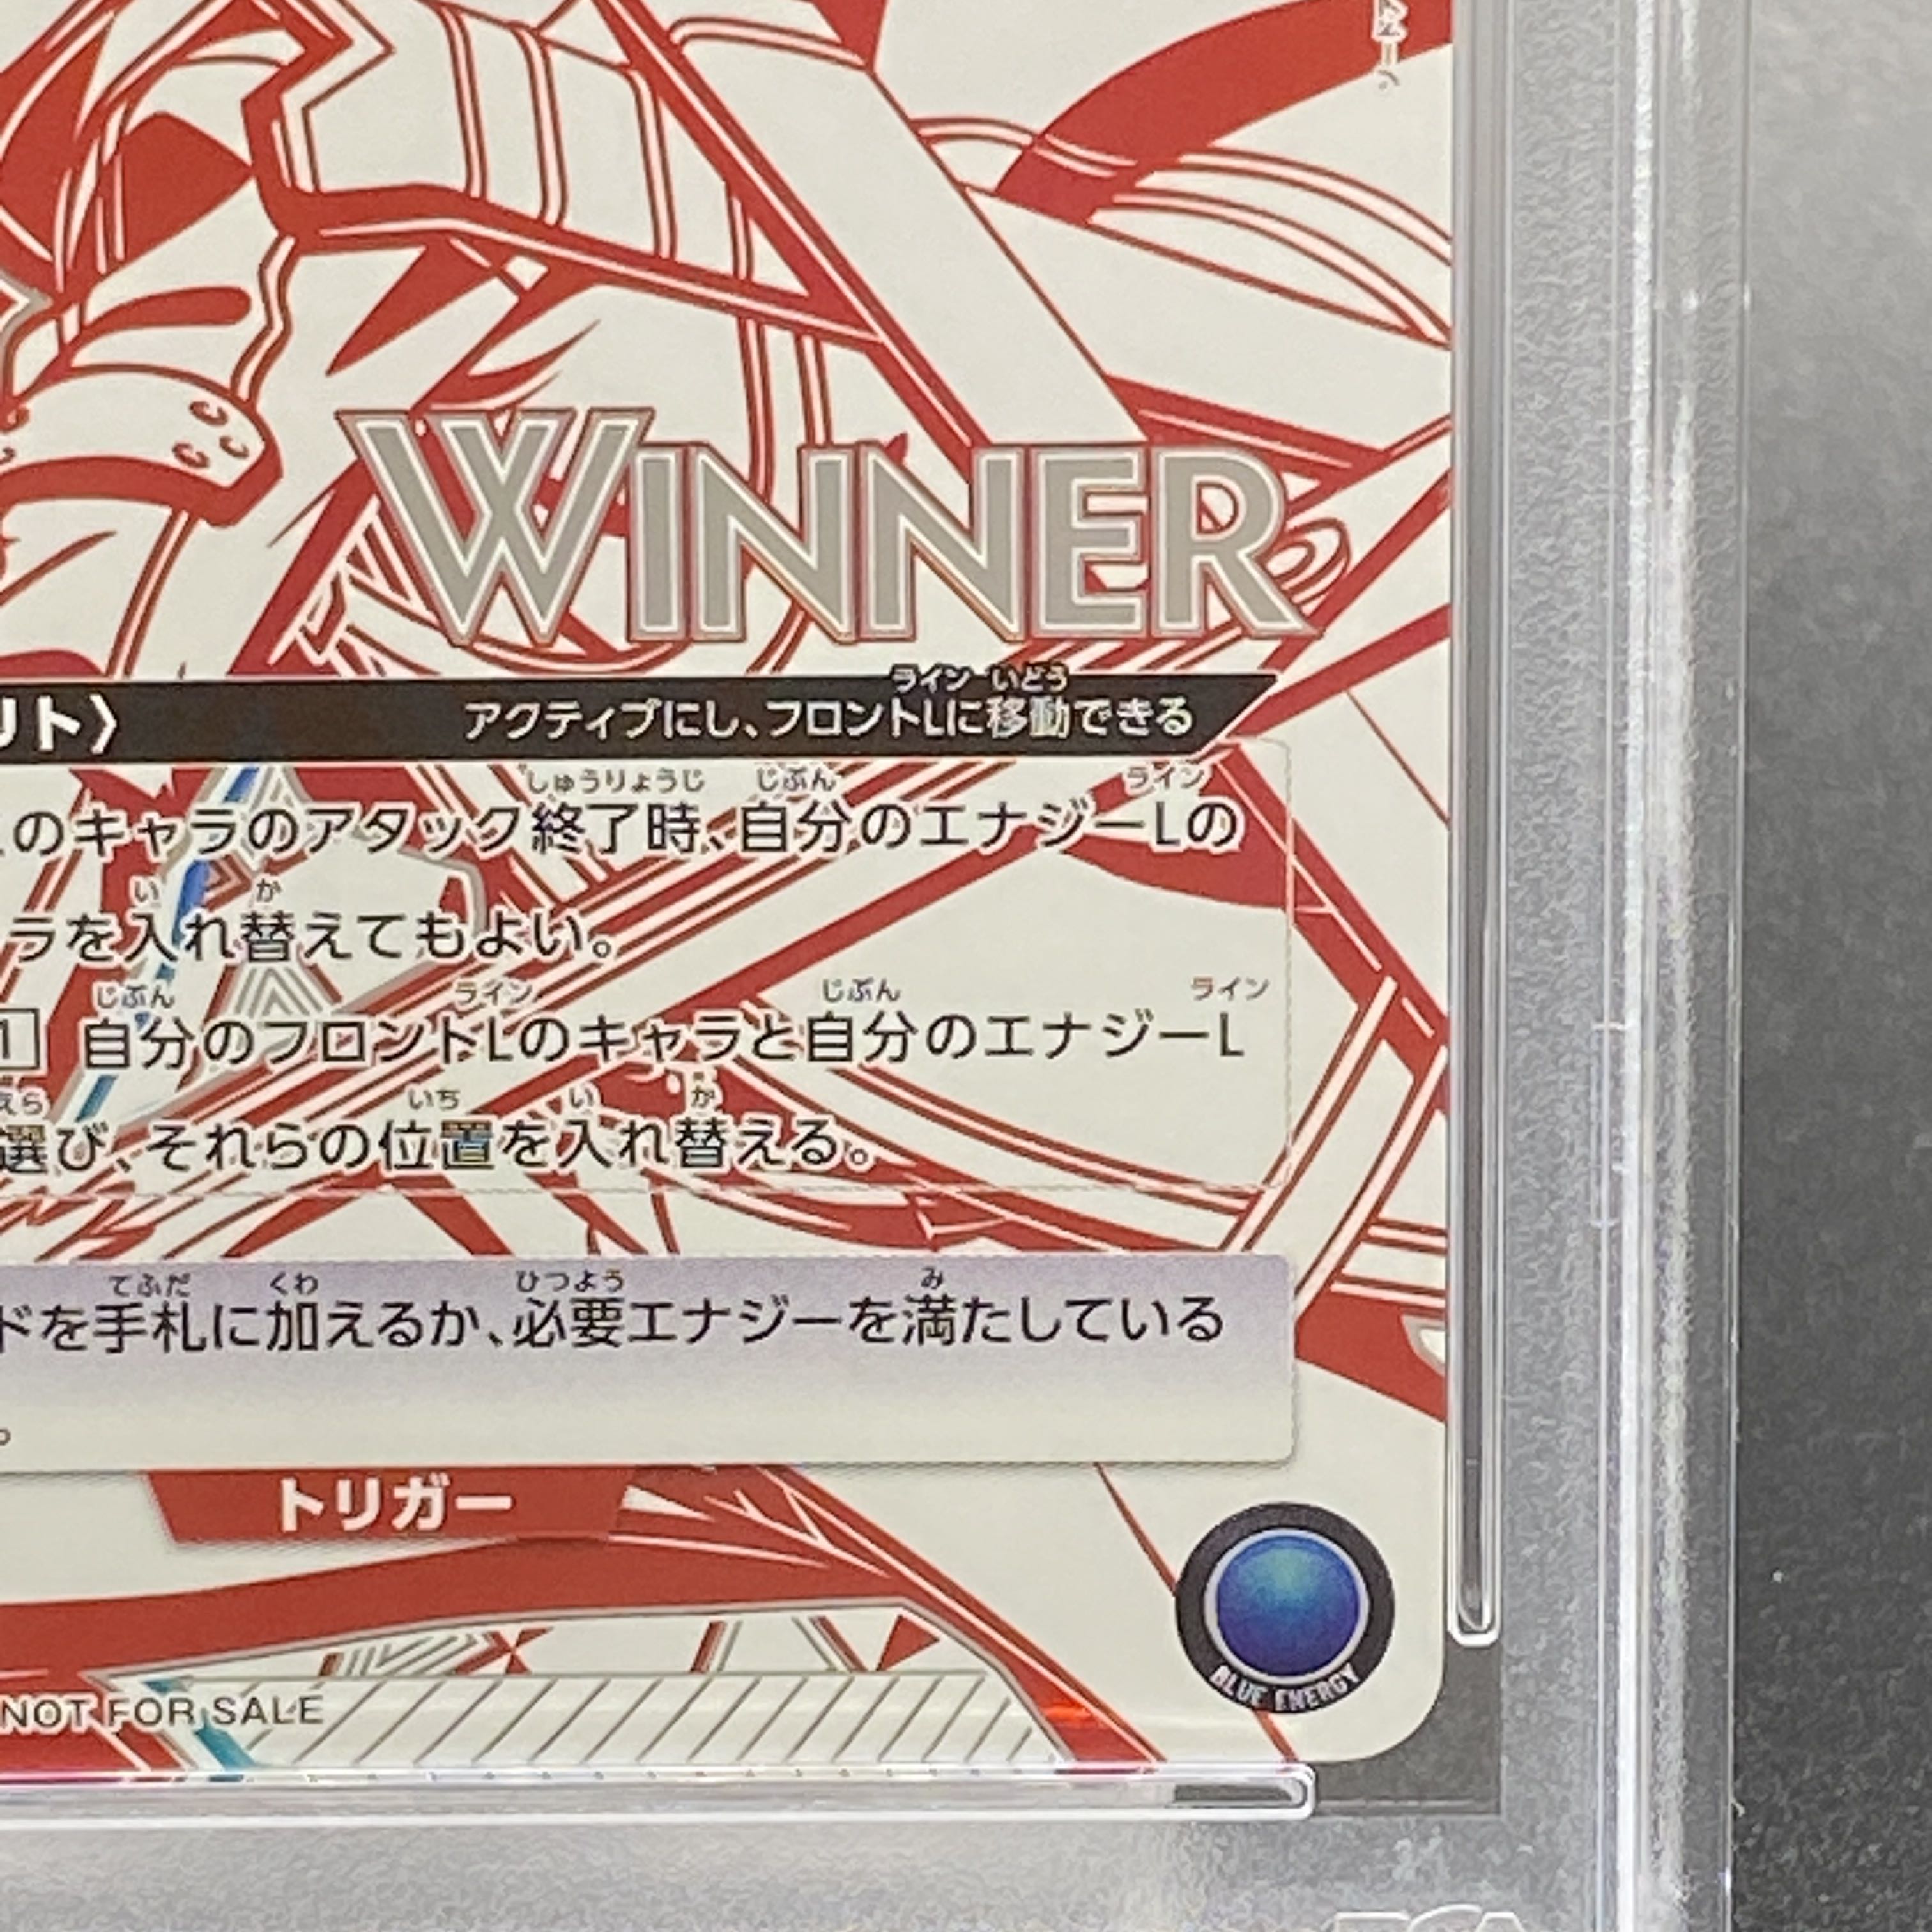 WINNER
リト〉
アクティブにし、フロントLに移動できる
ライン いどう
しゅうりょうじ じぶん ライン
のキャラのアタック終了時、自分のエナジーLの
い か
ラを入れ替えてもよい。
じぶん ライン じぶん ライン
1 自分のフロントLのキャラと自分のエナジーL
えら いち い か
選び、それらの位置を入れ替える。
てふだ くわ ひつよう み
ドを手札に加えるか、必要エナジーを満たしている
。
トリガー
BLUE ENERGY
NOT FOR SALE